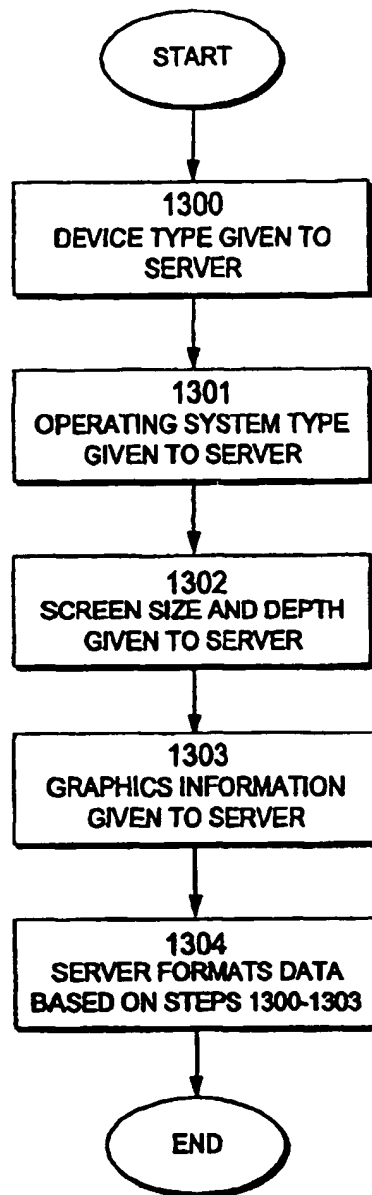 START
1300
DEVICE TYPE GIVEN TO
SERVER
1301
OPERATING SYSTEM TYPE
GIVEN TO SERVER
1302
SCREEN SIZE AND DEPTH
GIVEN TO SERVER
1303
GRAPHICS INFORMATION
GIVEN TO SERVER
1304
SERVER FORMATS DATA
BASED ON STEPS 1300-1303
END